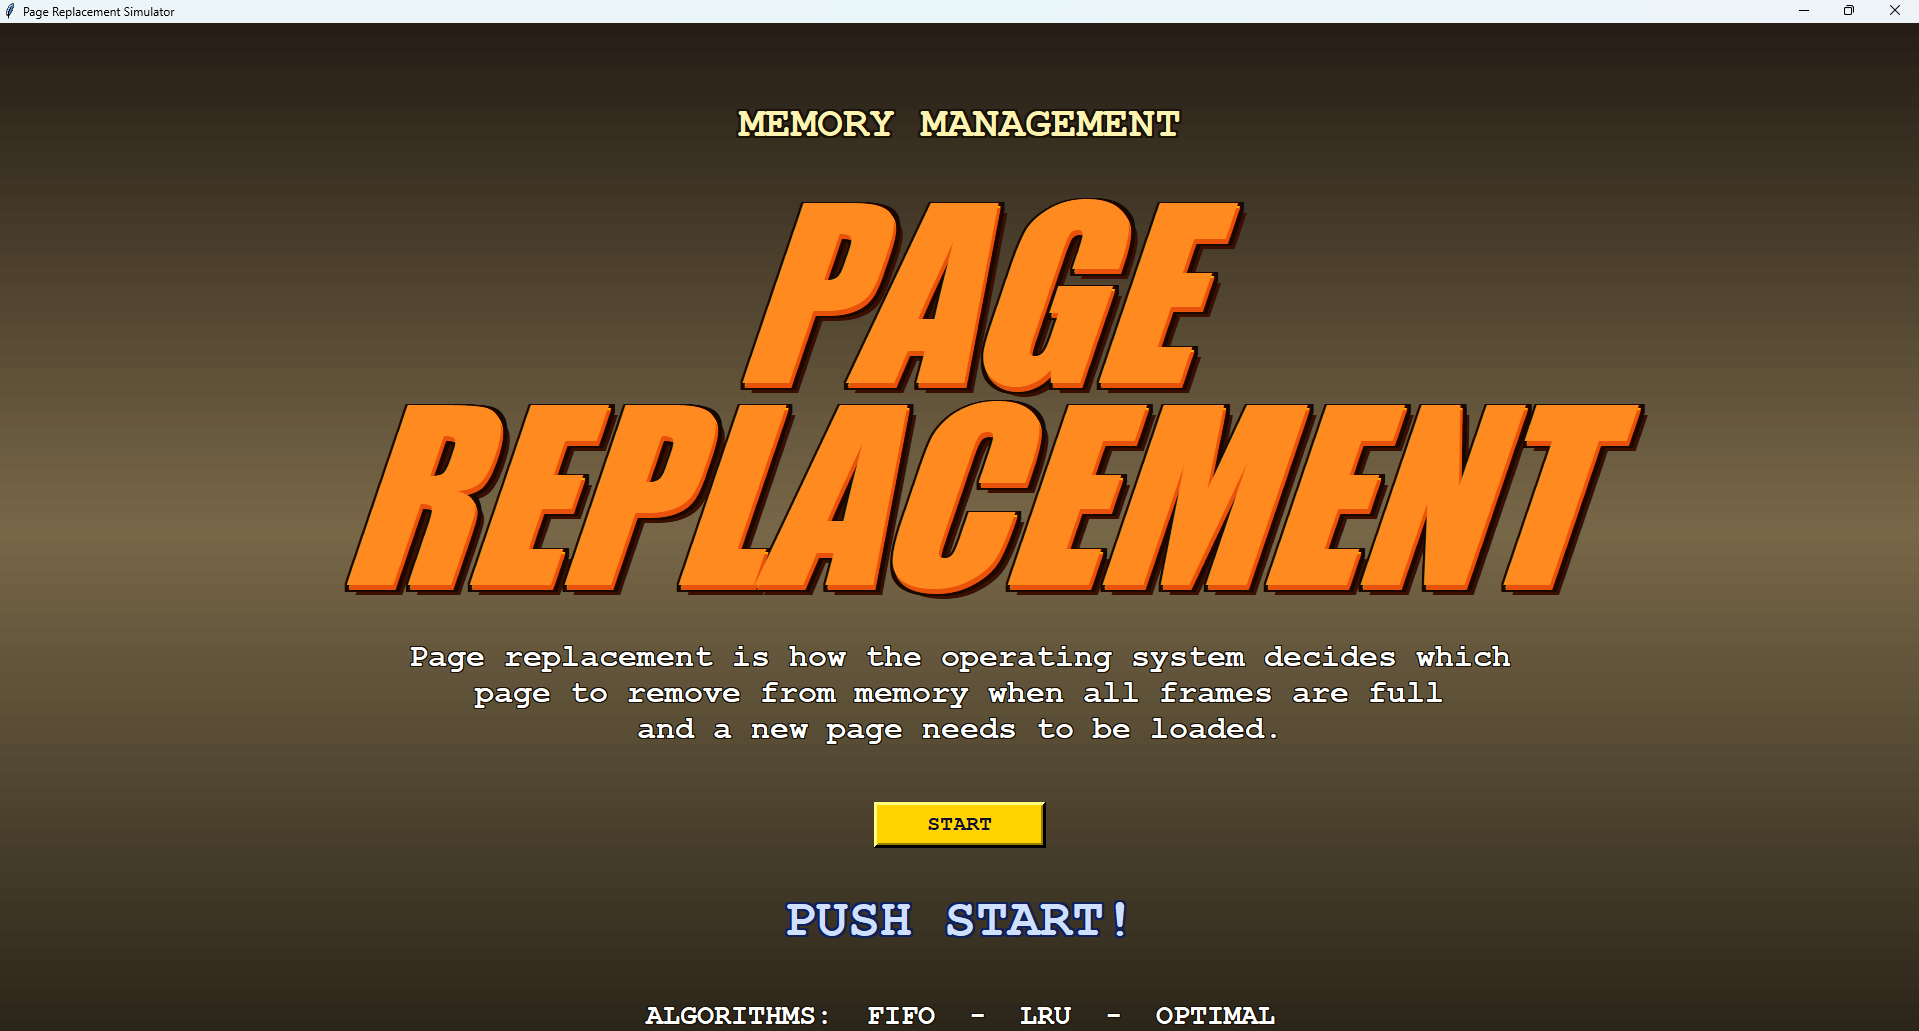 Page Replacement Simulator
MEMORY MANAGEMENT
PAGE
REPLACEMENT
Page replacement is how the operating system decides which
page to remove from memory when all frames are full
and a new page needs to be loaded.
START
PUSH START!
ALGORITHMS: FIFO - LRU - OPTIMAL